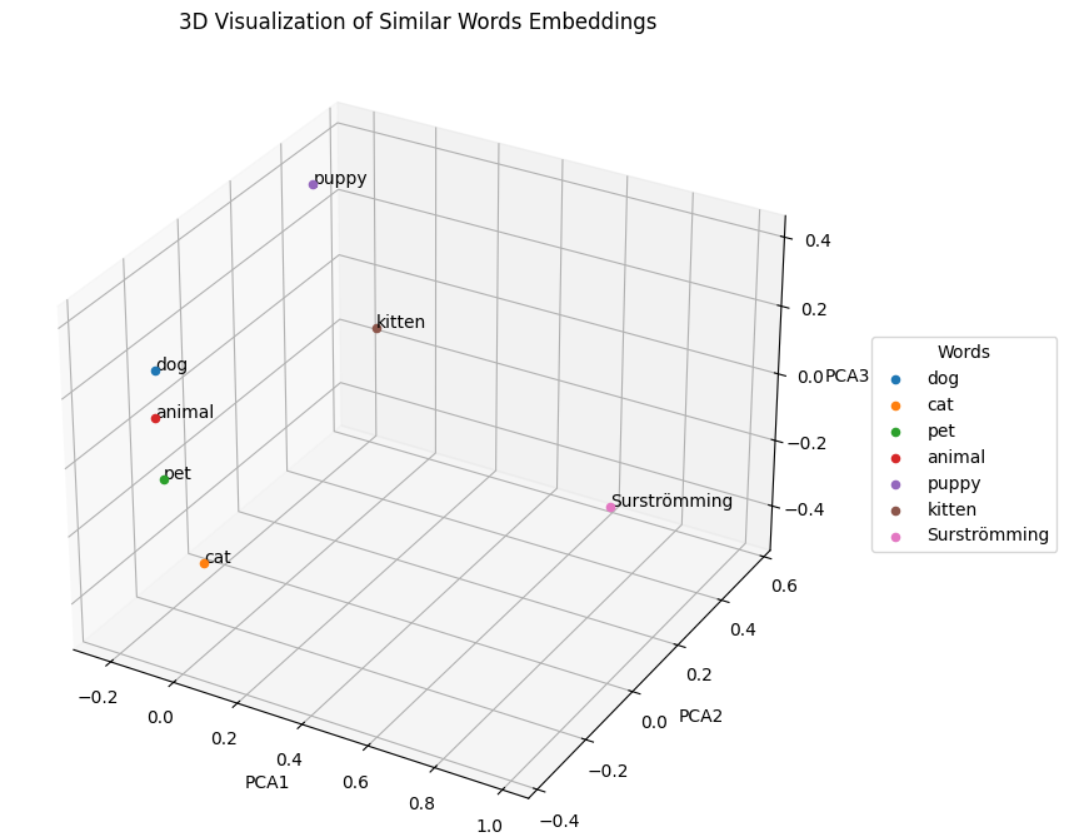 3D Visualization of Similar Words Embeddings
puppy
kitten
dog
animal
pet
cat
Surströmming
0.4
0.2
0.0
−0.2
−0.4
PCA3
0.6
0.4
0.2
0.0
−0.2
−0.4
PCA2
−0.2
0.0
0.2
0.4
0.6
0.8
1.0
PCA1
Words
dog
cat
pet
animal
puppy
kitten
Surströmming